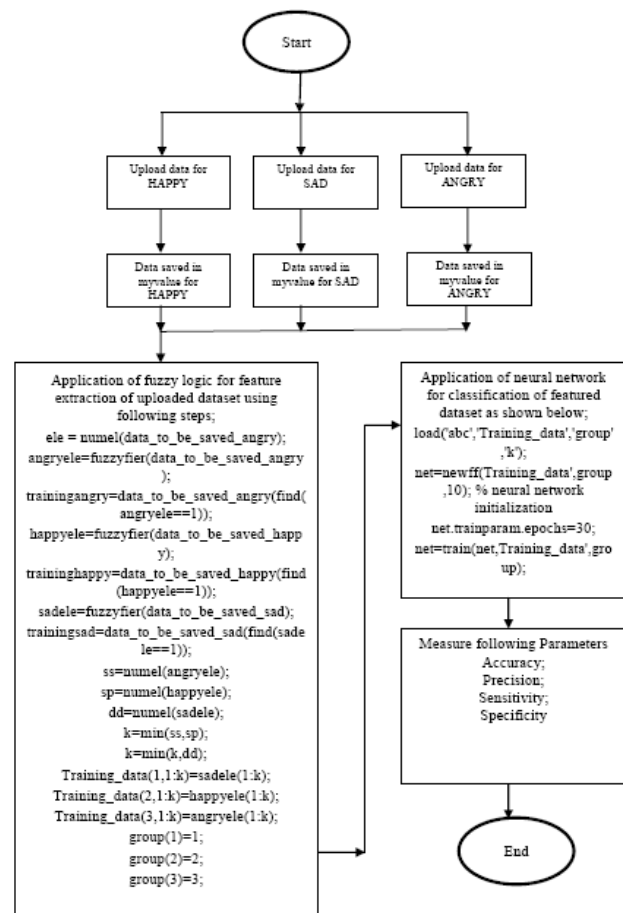 Start
Upload data for
HAPPY
Upload data for
SAD
Upload data for
ANGRY
Data saved in
myvalue for
HAPPY
Data saved in
myvalue for SAD
Data saved in
myvalue for
ANGRY
Application of fuzzy logic for feature
extraction of uploaded dataset using
following steps;
ele = numel(data_to_be_saved_angry);
angryele=fuzzyfier(data_to_be_saved_angry
);
trainingangry=data_to_be_saved_angry(find(
angryele==1));
happyele=fuzzyfier(data_to_be_saved_happ
y);
traininghappy=data_to_be_saved_happy(find
(happyele==1));
sadele=fuzzyfier(data_to_be_saved_sad);
trainingsad=data_to_be_saved_sad(find(sade
le==1));
ss=numel(angryele);
sp=numel(happyele);
dd=numel(sadele);
k=min(ss,sp);
k=min(k,dd);
Training_data(1,1:k)=sadele(1:k);
Training_data(2,1:k)=happyele(1:k);
Training_data(3,1:k)=angryele(1:k);
group(1)=1;
group(2)=2;
group(3)=3;
Application of neural network
for classification of featured
dataset as shown below;
load('abc','Training_data','group'
,'k');
net=newff(Training_data',group
,10); % neural network
initialization
net.trainparam.epochs=30;
net=train(net,Training_data',gro
up);
Measure following Parameters
Accuracy;
Precision;
Sensitivity;
Specificity
End